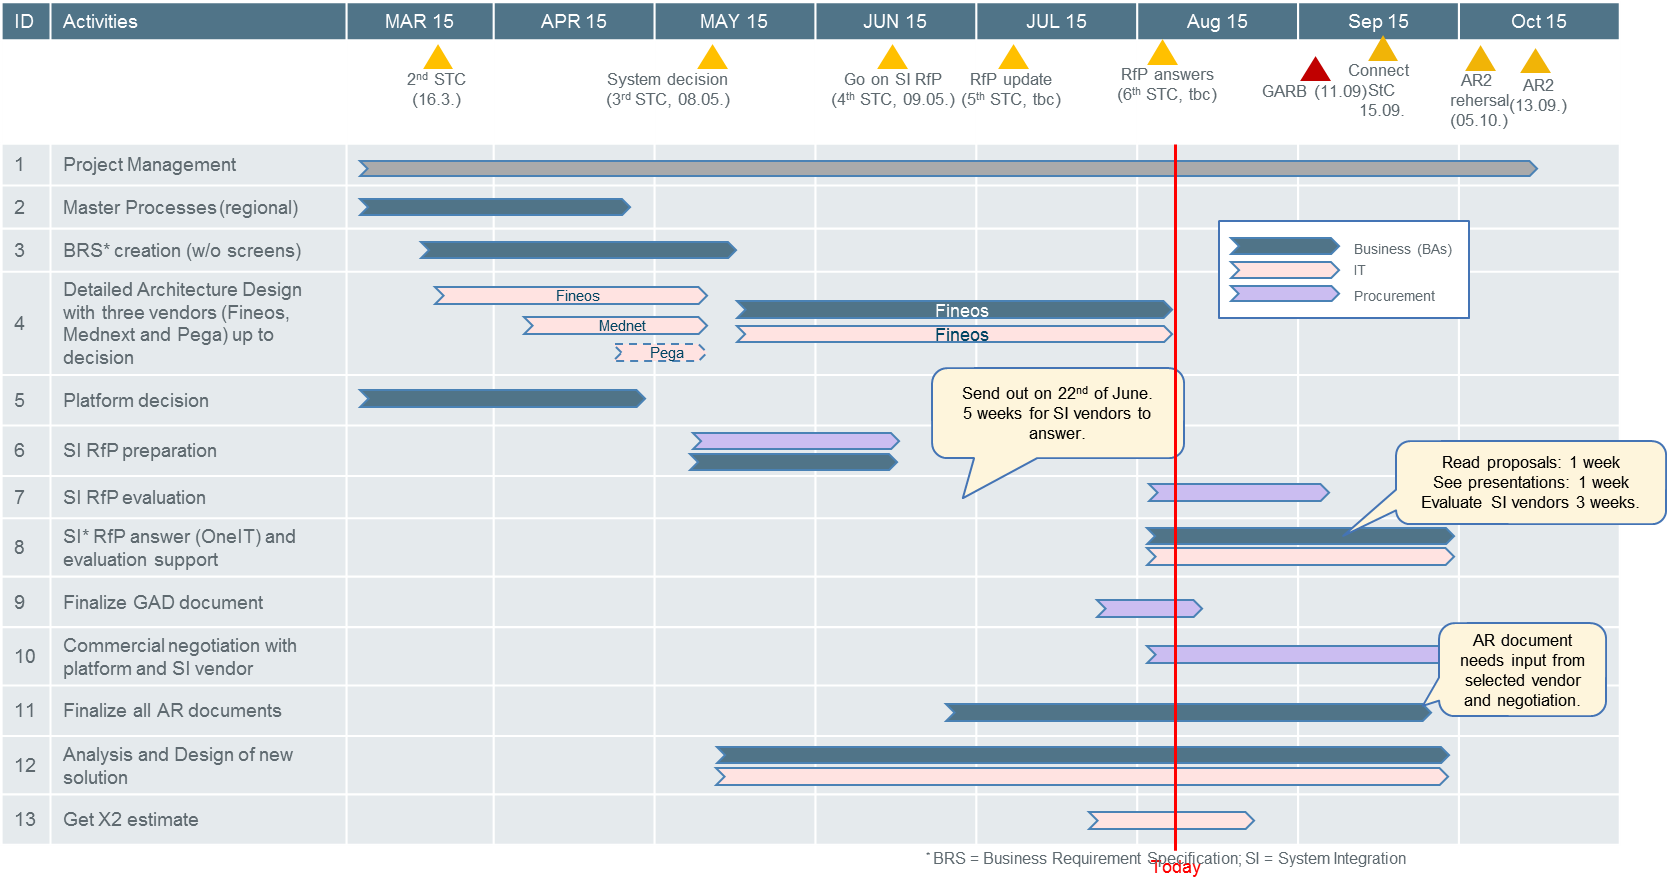 ID Activities MAR 15 APR 15 MAY 15 JUN 15 JUL 15 Aug 15 Sep 15 Oct 15
2nd STC
(16.3.)
System decision
(3rd STC, 08.05.)
Go on SI RfP
(4th STC, 09.05.)
RfP update
(5th STC, tbc)
RfP answers
(6th STC, tbc)
GARB (11.09)
Connect
StC
15.09.
AR2
rehersal
(05.10.)
AR2
(13.09.)
1 Project Management
2 Master Processes (regional)
3 BRS* creation (w/o screens)
Business (BAs)
IT
Procurement
4 Detailed Architecture Design
with three vendors (Fineos,
Mednext and Pega) up to
decision
Fineos
Mednet
Pega
Fineos
Fineos
5 Platform decision
Send out on 22nd of June.
5 weeks for SI vendors to
answer.
6 SI RfP preparation
Read proposals: 1 week
See presentations: 1 week
Evaluate SI vendors 3 weeks.
7 SI RfP evaluation
8 SI* RfP answer (OneIT) and
evaluation support
9 Finalize GAD document
10 Commercial negotiation with
platform and SI vendor
AR document
needs input from
selected vendor
and negotiation.
11 Finalize all AR documents
12 Analysis and Design of new
solution
13 Get X2 estimate
* BRS = Business Requirement Specification; SI = System Integration
Today